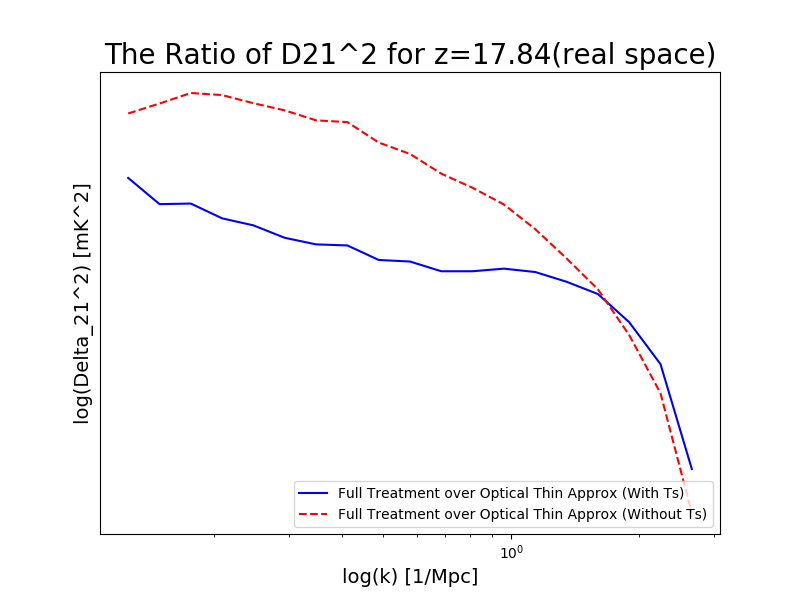 The Ratio of D21^2 for z=17.84(real space)
log(Delta_21^2) [mK^2]
Full Treatment over Optical Thin Approx (With Ts)
Full Treatment over Optical Thin Approx (Without Ts)
10^0
log(k) [1/Mpc]